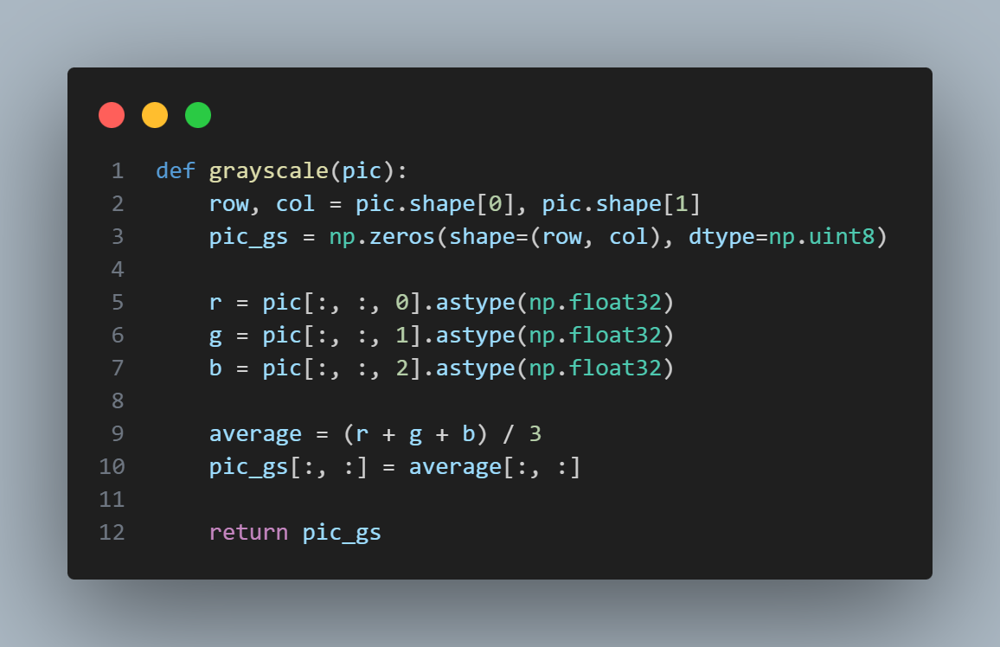 1 def grayscale(pic):
2     row, col = pic.shape[0], pic.shape[1]
3     pic_gs = np.zeros(shape=(row, col), dtype=np.uint8)
4
5     r = pic[:, :, 0].astype(np.float32)
6     g = pic[:, :, 1].astype(np.float32)
7     b = pic[:, :, 2].astype(np.float32)
8
9     average = (r + g + b) / 3
10     pic_gs[:, :] = average[:, :]
11
12     return pic_gs